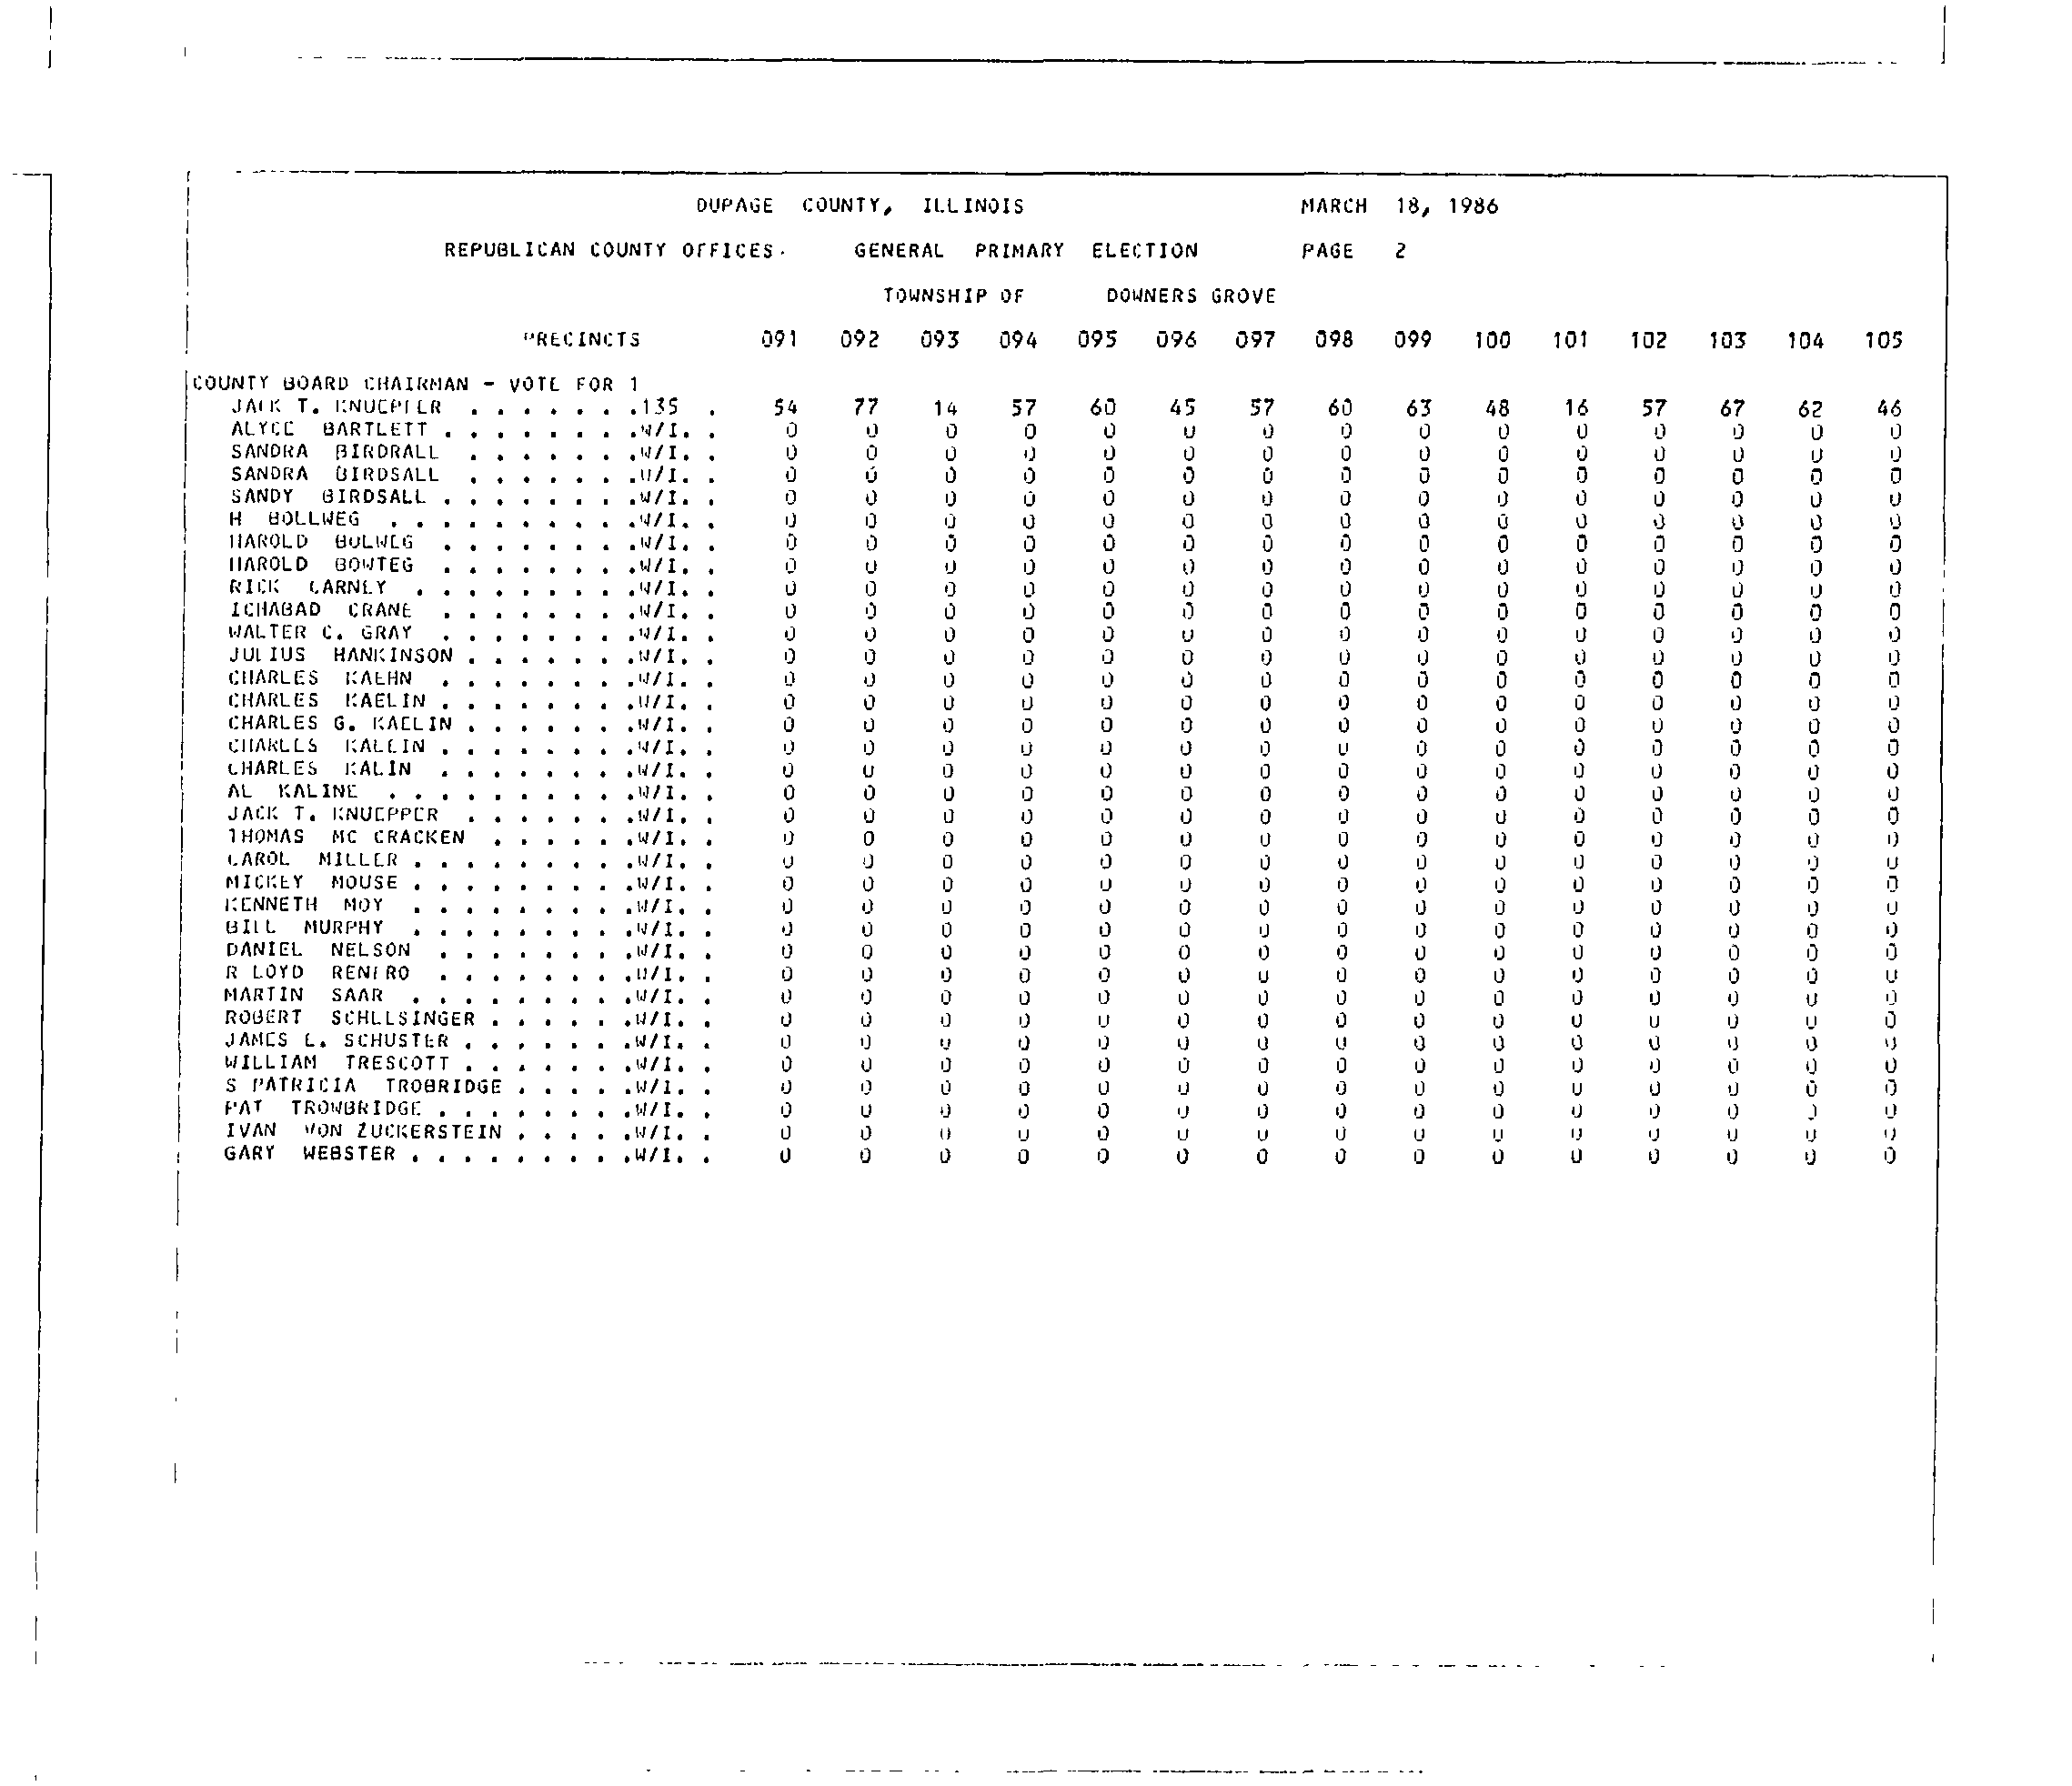 DUPAGE COUNTY, ILLINOIS MARCH 18, 1986
REPUBLICAN COUNTY OFFICES. GENERAL PRIMARY ELECTION PAGE 2
TOWNSHIP OF DOWNERS GROVE
PRECINCTS 091 092 093 094 095 096 097 098 099 100 101 102 103 104 105
COUNTY BOARD CHAIRMAN - VOTE FOR 1
JACK T. KNUEPFER . . . . . . .135 . 54 77 14 57 60 45 57 60 63 48 16 57 67 62 46
ALYCE BARTLETT . . . . . . . .W/I. . 0 0 0 0 0 0 0 0 0 0 0 0 0 0 0
SANDRA BIRDRALL . . . . . . .W/I. . 0 0 0 0 0 0 0 0 0 0 0 0 0 0 0
SANDRA BIRDSALL . . . . . . .W/I. . 0 0 0 0 0 0 0 0 0 0 0 0 0 0 0
SANDY BIRDSALL . . . . . . . .W/I. . 0 0 0 0 0 0 0 0 0 0 0 0 0 0 0
H BOLLWEG . . . . . . . . . .W/I. . 0 0 0 0 0 0 0 0 0 0 0 0 0 0 0
HAROLD BOLWEG . . . . . . . .W/I. . 0 0 0 0 0 0 0 0 0 0 0 0 0 0 0
HAROLD BOWTEG . . . . . . . .W/I. . 0 0 0 0 0 0 0 0 0 0 0 0 0 0 0
RICK CARNEY . . . . . . . . .W/I. . 0 0 0 0 0 0 0 0 0 0 0 0 0 0 0
ICHABAD CRANE . . . . . . . .W/I. . 0 0 0 0 0 0 0 0 0 0 0 0 0 0 0
WALTER C. GRAY . . . . . . . .W/I. . 0 0 0 0 0 0 0 0 0 0 0 0 0 0 0
JULIUS HANKINSON . . . . . . .W/I. . 0 0 0 0 0 0 0 0 0 0 0 0 0 0 0
CHARLES KAEHN . . . . . . . .W/I. . 0 0 0 0 0 0 0 0 0 0 0 0 0 0 0
CHARLES KAELIN . . . . . . . .W/I. . 0 0 0 0 0 0 0 0 0 0 0 0 0 0 0
CHARLES G. KAELIN . . . . . . .W/I. . 0 0 0 0 0 0 0 0 0 0 0 0 0 0 0
CHARLES KALEIN . . . . . . . .W/I. . 0 0 0 0 0 0 0 0 0 0 0 0 0 0 0
CHARLES KALIN . . . . . . . .W/I. . 0 0 0 0 0 0 0 0 0 0 0 0 0 0 0
AL KALINE . . . . . . . . . .W/I. . 0 0 0 0 0 0 0 0 0 0 0 0 0 0 0
JACK T. KNUEPPER . . . . . . .W/I. . 0 0 0 0 0 0 0 0 0 0 0 0 0 0 0
THOMAS MC CRACKEN . . . . . .W/I. . 0 0 0 0 0 0 0 0 0 0 0 0 0 0 0
CAROL MILLER . . . . . . . . .W/I. . 0 0 0 0 0 0 0 0 0 0 0 0 0 0 0
MICKEY MOUSE . . . . . . . . .W/I. . 0 0 0 0 0 0 0 0 0 0 0 0 0 0 0
KENNETH MOY . . . . . . . . .W/I. . 0 0 0 0 0 0 0 0 0 0 0 0 0 0 0
BILL MURPHY . . . . . . . . .W/I. . 0 0 0 0 0 0 0 0 0 0 0 0 0 0 0
DANIEL NELSON . . . . . . . .W/I. . 0 0 0 0 0 0 0 0 0 0 0 0 0 0 0
R LOYD RENFRO . . . . . . . .W/I. . 0 0 0 0 0 0 0 0 0 0 0 0 0 0 0
MARTIN SAAR . . . . . . . . .W/I. . 0 0 0 0 0 0 0 0 0 0 0 0 0 0 0
ROBERT SCHLLSINGER . . . . . .W/I. . 0 0 0 0 0 0 0 0 0 0 0 0 0 0 0
JAMES E. SCHUSTER . . . . . . .W/I. . 0 0 0 0 0 0 0 0 0 0 0 0 0 0 0
WILLIAM TRESCOTT . . . . . . .W/I. . 0 0 0 0 0 0 0 0 0 0 0 0 0 0 0
S PATRICIA TROBRIDGE . . . . .W/I. . 0 0 0 0 0 0 0 0 0 0 0 0 0 0 0
PAT TROWBRIDGE . . . . . . . .W/I. . 0 0 0 0 0 0 0 0 0 0 0 0 0 0 0
IVAN VON ZUCKERSTEIN . . . . .W/I. . 0 0 0 0 0 0 0 0 0 0 0 0 0 0 0
GARY WEBSTER . . . . . . . . .W/I. . 0 0 0 0 0 0 0 0 0 0 0 0 0 0 0